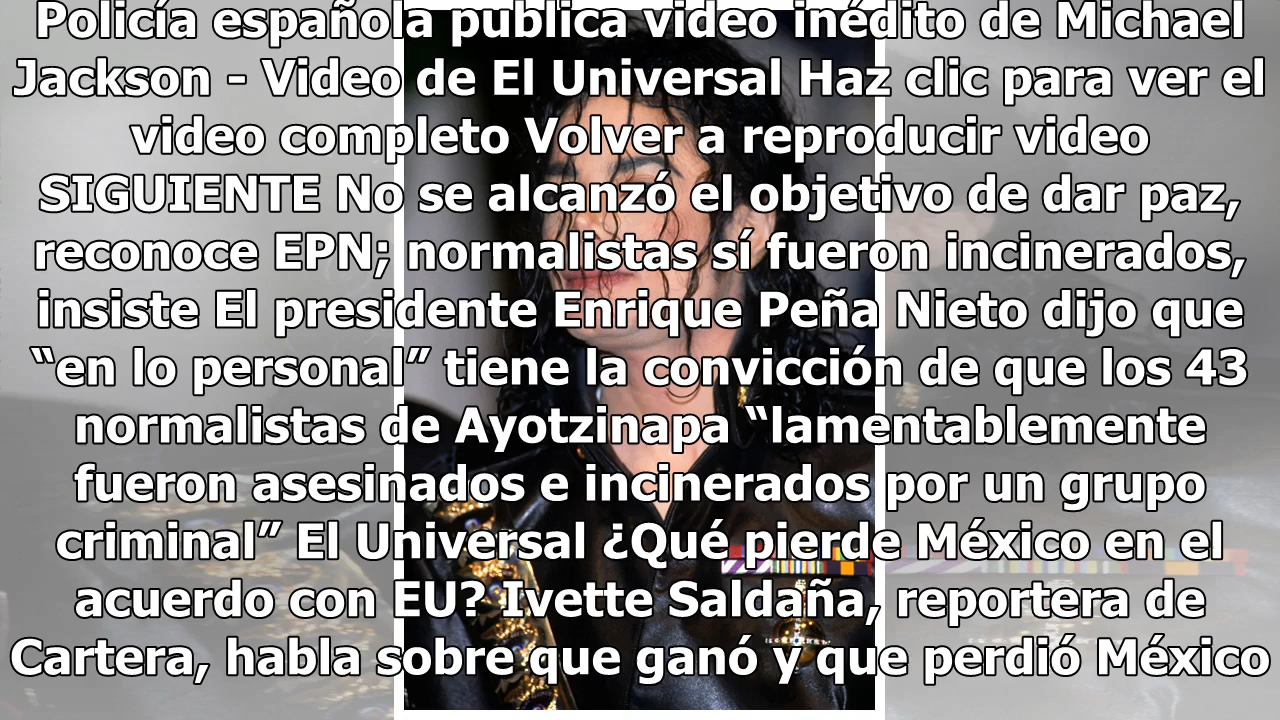 Policía española publica video inédito de Michael
Jackson - Video de El Universal Haz clic para ver el
video completo Volver a reproducir video
SIGUIENTE No se alcanzó el objetivo de dar paz,
reconoce EPN; normalistas sí fueron incinerados,
insiste El presidente Enrique Peña Nieto dijo que
“en lo personal” tiene la convicción de que los 43
normalistas de Ayotzinapa “lamentablemente
fueron asesinados e incinerados por un grupo
criminal” El Universal ¿Qué pierde México en el
acuerdo con EU? Ivette Saldaña, reportera de
Cartera, habla sobre que ganó y que perdió México